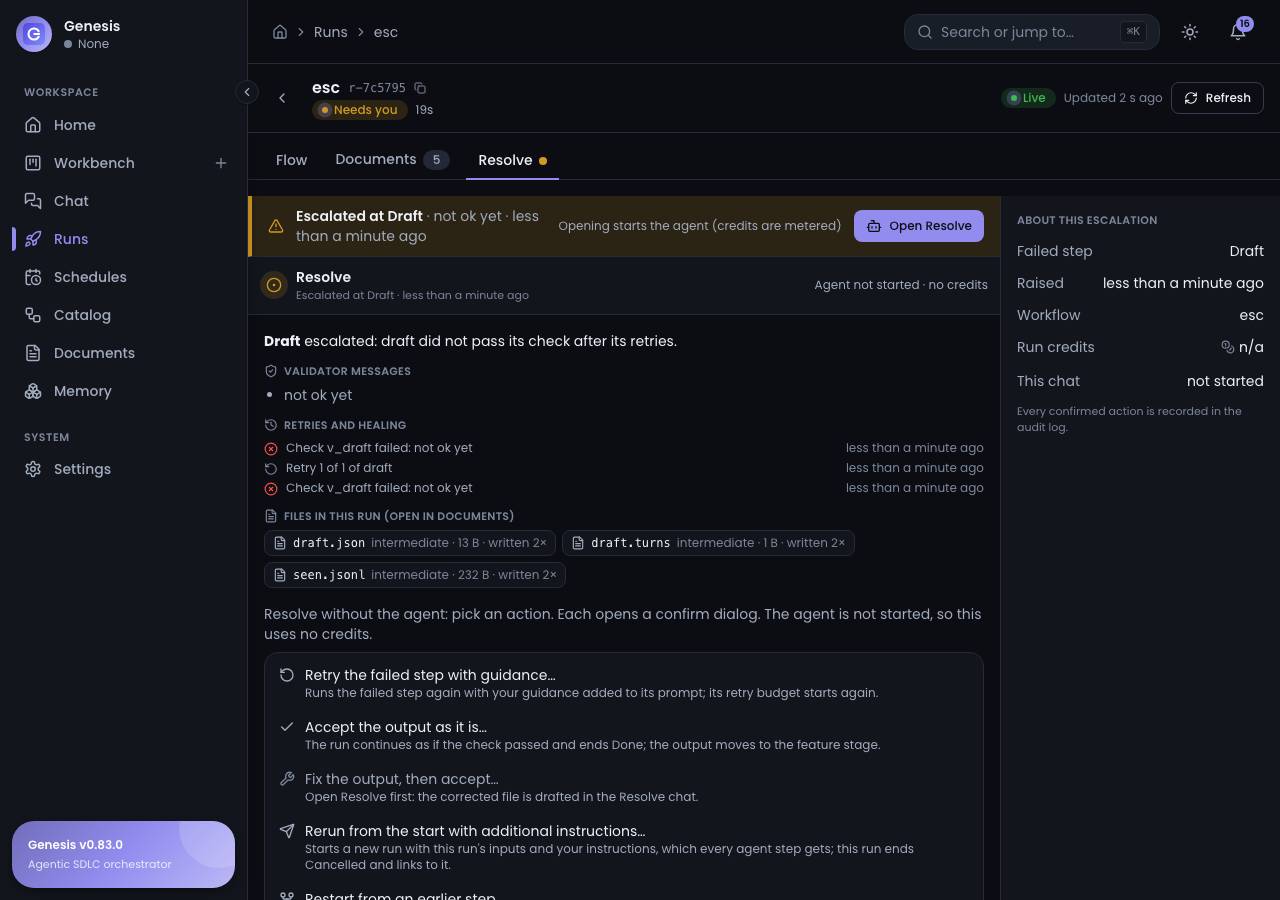 Genesis
None
WORKSPACE
Home
Workbench
Chat
Runs
Schedules
Catalog
Documents
Memory
SYSTEM
Settings
Genesis v0.83.0
Agentic SDLC orchestrator
Runs
esc
Search or jump to...
⌘K
16
esc r-7c5795
Needs you 19s
Live Updated 2 s ago Refresh
Flow Documents 5 Resolve
Escalated at Draft · not ok yet · less
than a minute ago
Opening starts the agent (credits are metered)
Open Resolve
Resolve
Escalated at Draft · less than a minute ago
Agent not started · no credits
Draft escalated: draft did not pass its check after its retries.
VALIDATOR MESSAGES
• not ok yet
RETRIES AND HEALING
Check v_draft failed: not ok yet less than a minute ago
Retry 1 of 1 of draft less than a minute ago
Check v_draft failed: not ok yet less than a minute ago
FILES IN THIS RUN (OPEN IN DOCUMENTS)
draft.json intermediate · 13 B · written 2×
draft.turns intermediate · 1 B · written 2×
seen.jsonl intermediate · 232 B · written 2×
Resolve without the agent: pick an action. Each opens a confirm dialog. The agent is not started, so this
uses no credits.
Retry the failed step with guidance…
Runs the failed step again with your guidance added to its prompt; its retry budget starts again.
Accept the output as it is…
The run continues as if the check passed and ends Done; the output moves to the feature stage.
Fix the output, then accept…
Open Resolve first: the corrected file is drafted in the Resolve chat.
Rerun from the start with additional instructions…
Starts a new run with this run's inputs and your instructions, which every agent step gets; this run ends
Cancelled and links to it.
Restart from an earlier step
ABOUT THIS ESCALATION
Failed step Draft
Raised less than a minute ago
Workflow esc
Run credits n/a
This chat not started
Every confirmed action is recorded in the
audit log.